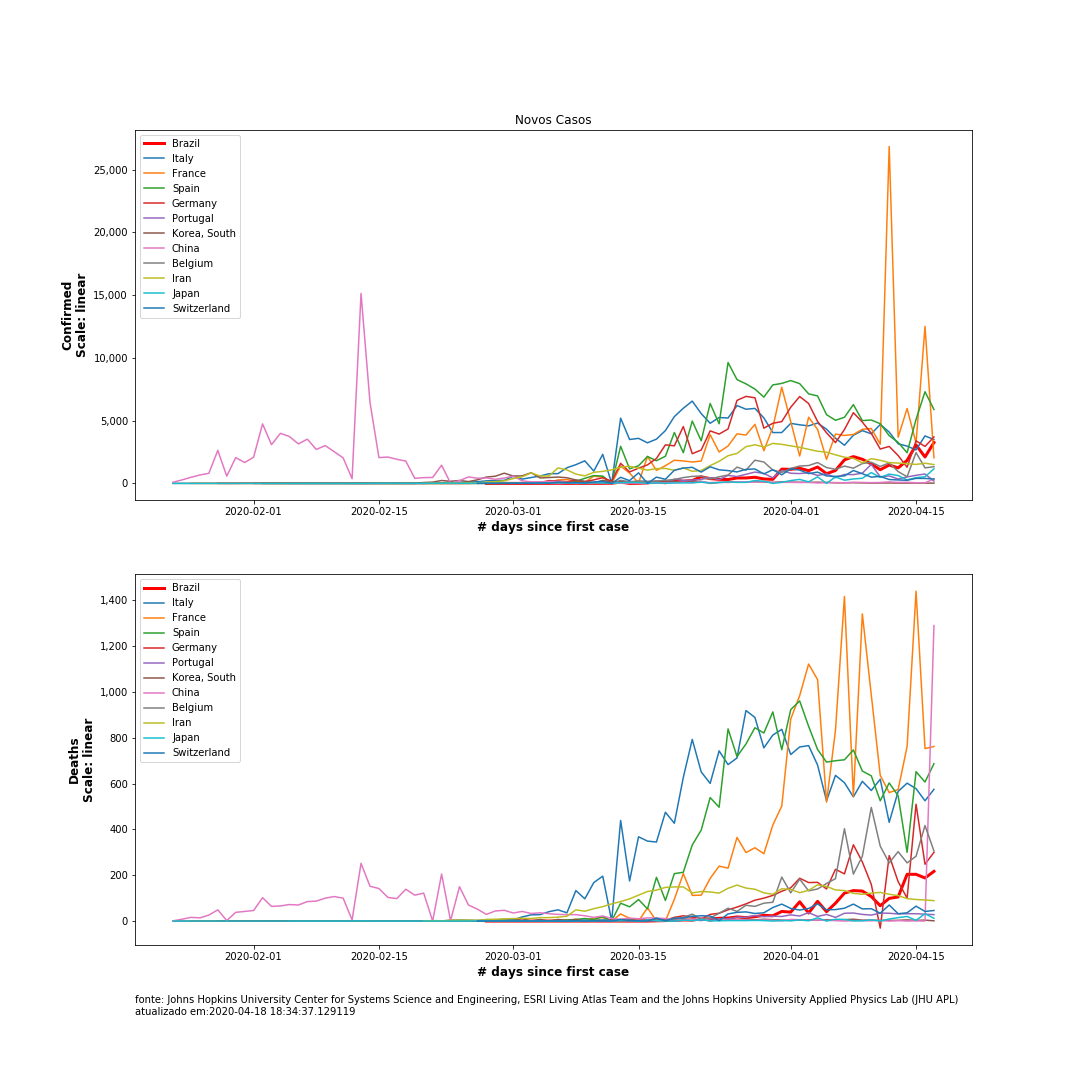 Novos Casos
Confirmed
Scale: linear
25,000
20,000
15,000
10,000
5,000
0
Brazil
Italy
France
Spain
Germany
Portugal
Korea, South
China
Belgium
Iran
Japan
Switzerland
2020-02-01
2020-02-15
2020-03-01
2020-03-15
2020-04-01
2020-04-15
# days since first case
Deaths
Scale: linear
1,400
1,200
1,000
800
600
400
200
0
Brazil
Italy
France
Spain
Germany
Portugal
Korea, South
China
Belgium
Iran
Japan
Switzerland
2020-02-01
2020-02-15
2020-03-01
2020-03-15
2020-04-01
2020-04-15
# days since first case
fonte: Johns Hopkins University Center for Systems Science and Engineering, ESRI Living Atlas Team and the Johns Hopkins University Applied Physics Lab (JHU APL)
atualizado em:2020-04-18 18:34:37.129119